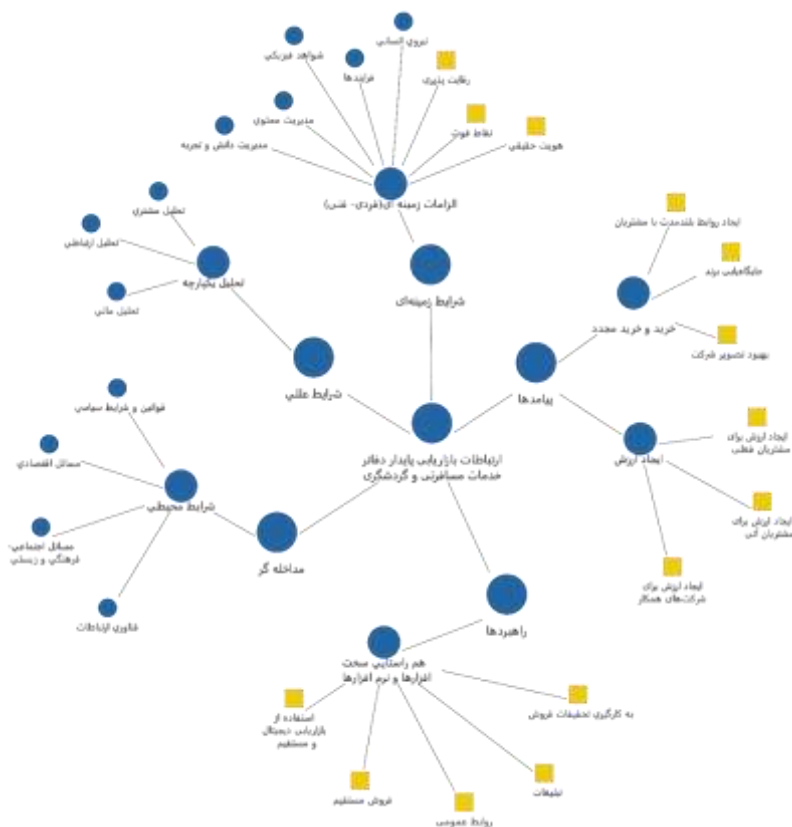 نیروی انسانی
شواهد فیزیکی
فرایندها
رقابت پذیری
مدیریت محتوی
نقاط قوت
مدیریت دانش و تجربه
هویت حقیقی
الزامات زمینه ای(فردی- فنی)
تحلیل مشتری
تحلیل ارتباطی
تحلیل مالی
تحلیل یکپارچه
شرایط زمینه‌ای
ایجاد روابط بلندمدت با مشتریان
جایگاهیابی برند
خرید و خرید مجدد
بهبود تصویر شرکت
شرایط عللی
پیامدها
قوانین و شرایط سیاسی
ارتباطات بازاریابی پایدار دفاتر
خدمات مسافرتی و گردشگری
ایجاد ارزش
ایجاد ارزش برای
مشتریان فعلی
مسائل اقتصادی
شرایط محیطی
ایجاد ارزش برای
مشتریان آتی
مسائل اجتماعی-
فرهنگی و زیستی
مداخله گر
ایجاد ارزش برای
شرکت‌های همکار
فناوری ارتباطات
راهبردها
هم راستایی سخت
افزارها و نرم افزارها
استفاده از
بازاریابی دیجیتال
و مستقیم
به کارگیری تخفیفات فروش
فروش مستقیم
تبلیغات
روابط عمومی